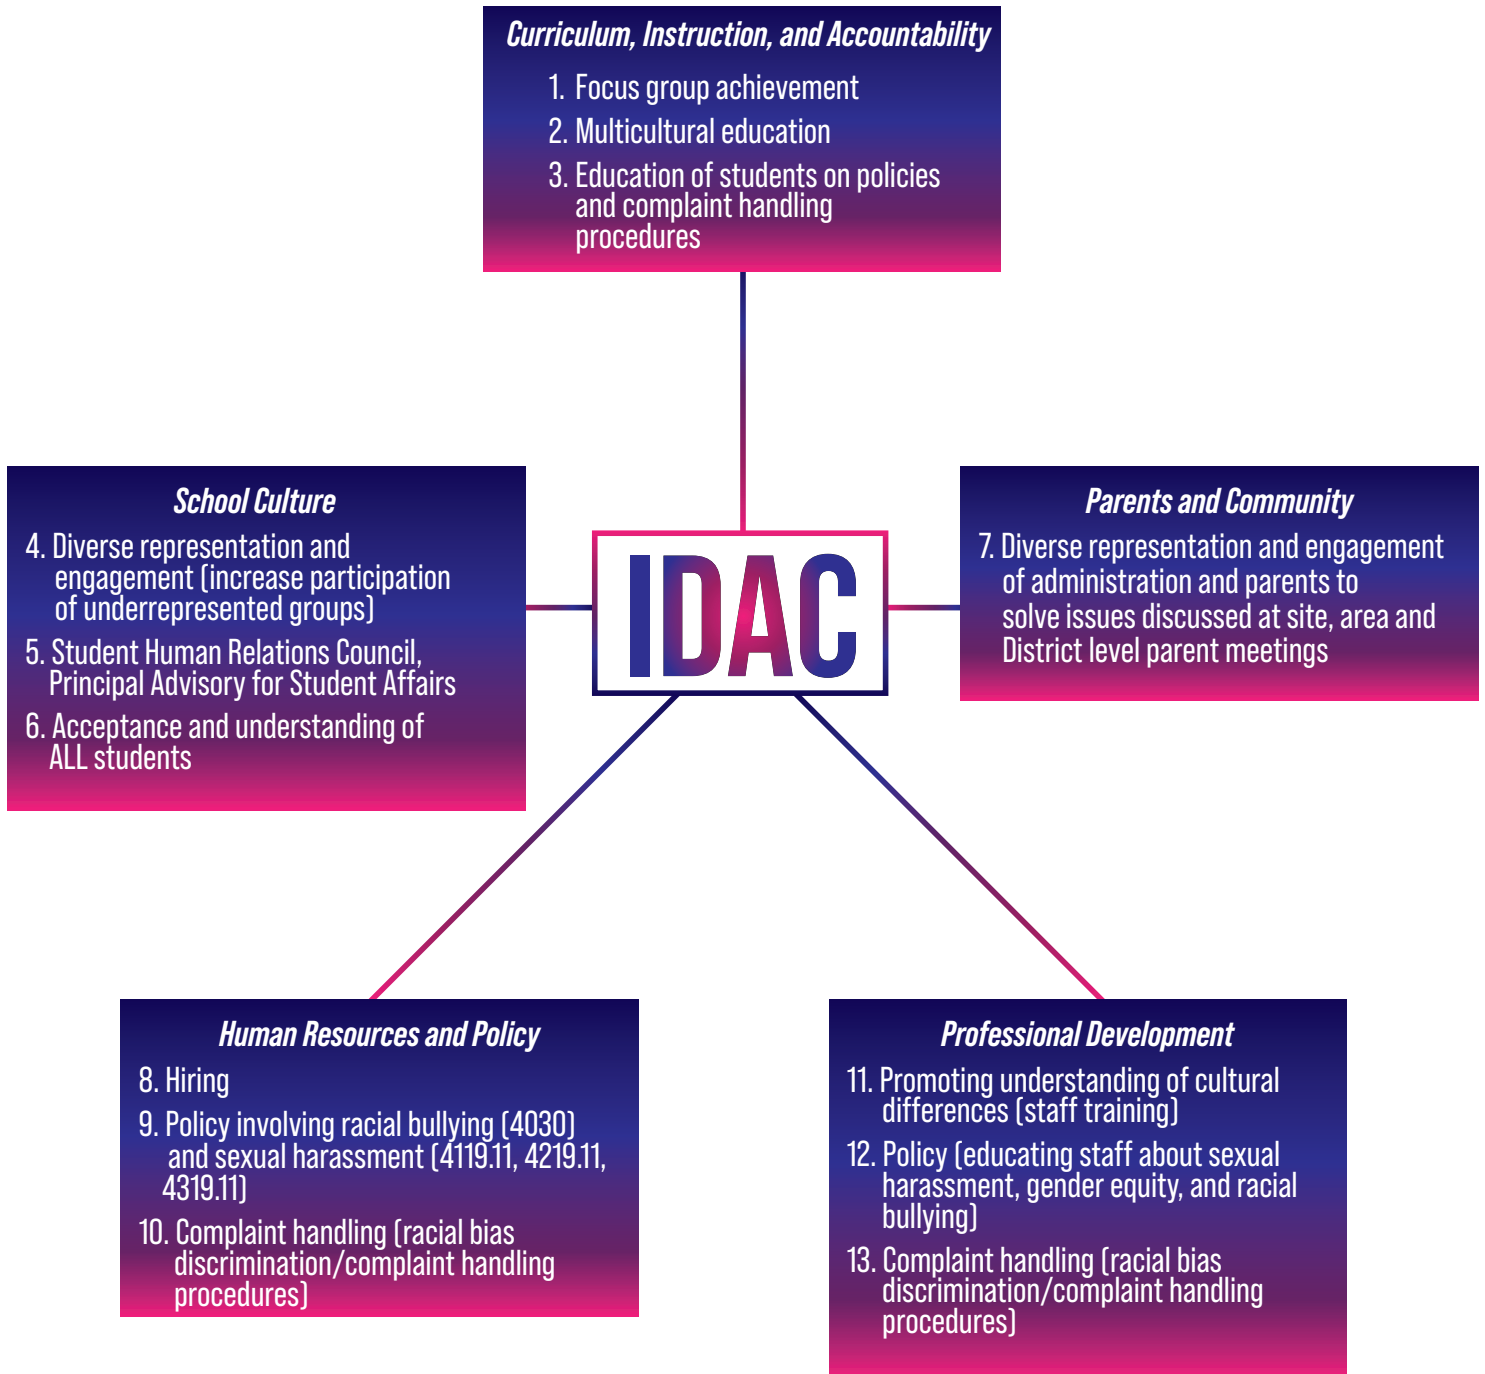 Curriculum, Instruction, and Accountability
1. Focus group achievement
2. Multicultural education
3. Education of students on policies
and complaint handling
procedures
School Culture
4. Diverse representation and
engagement (increase participation
of underrepresented groups)
5. Student Human Relations Council,
Principal Advisory for Student Affairs
6. Acceptance and understanding of
ALL students
IDAC
Parents and Community
7. Diverse representation and engagement
of administration and parents to
solve issues discussed at site, area and
District level parent meetings
Human Resources and Policy
8. Hiring
9. Policy involving racial bullying (4030)
and sexual harassment (4119.11, 4219.11,
4319.11)
10. Complaint handling (racial bias
discrimination/complaint handling
procedures)
Professional Development
11. Promoting understanding of cultural
differences (staff training)
12. Policy (educating staff about sexual
harassment, gender equity, and racial
bullying)
13. Complaint handling (racial bias
discrimination/complaint handling
procedures)